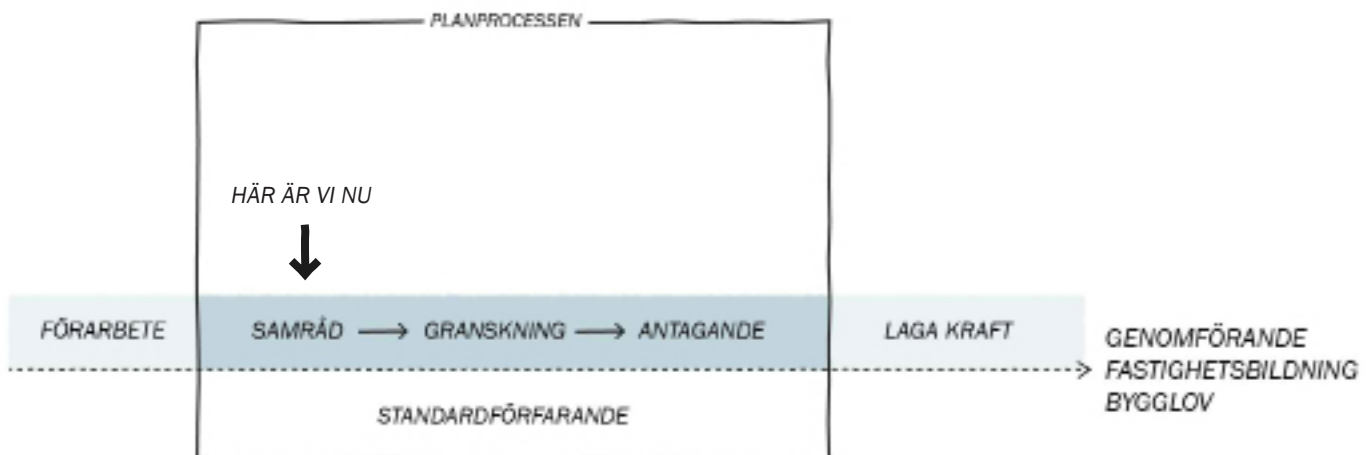 PLANPROCESSEN
HÄR ÄR VI NU
FÖRARBETE
SAMRÅD
GRANSKNING
ANTAGANDE
LAGA KRAFT
GENOMFÖRANDE
FASTIGHETSBILDNING
BYGGLOV
STANDARDFÖRFARANDE